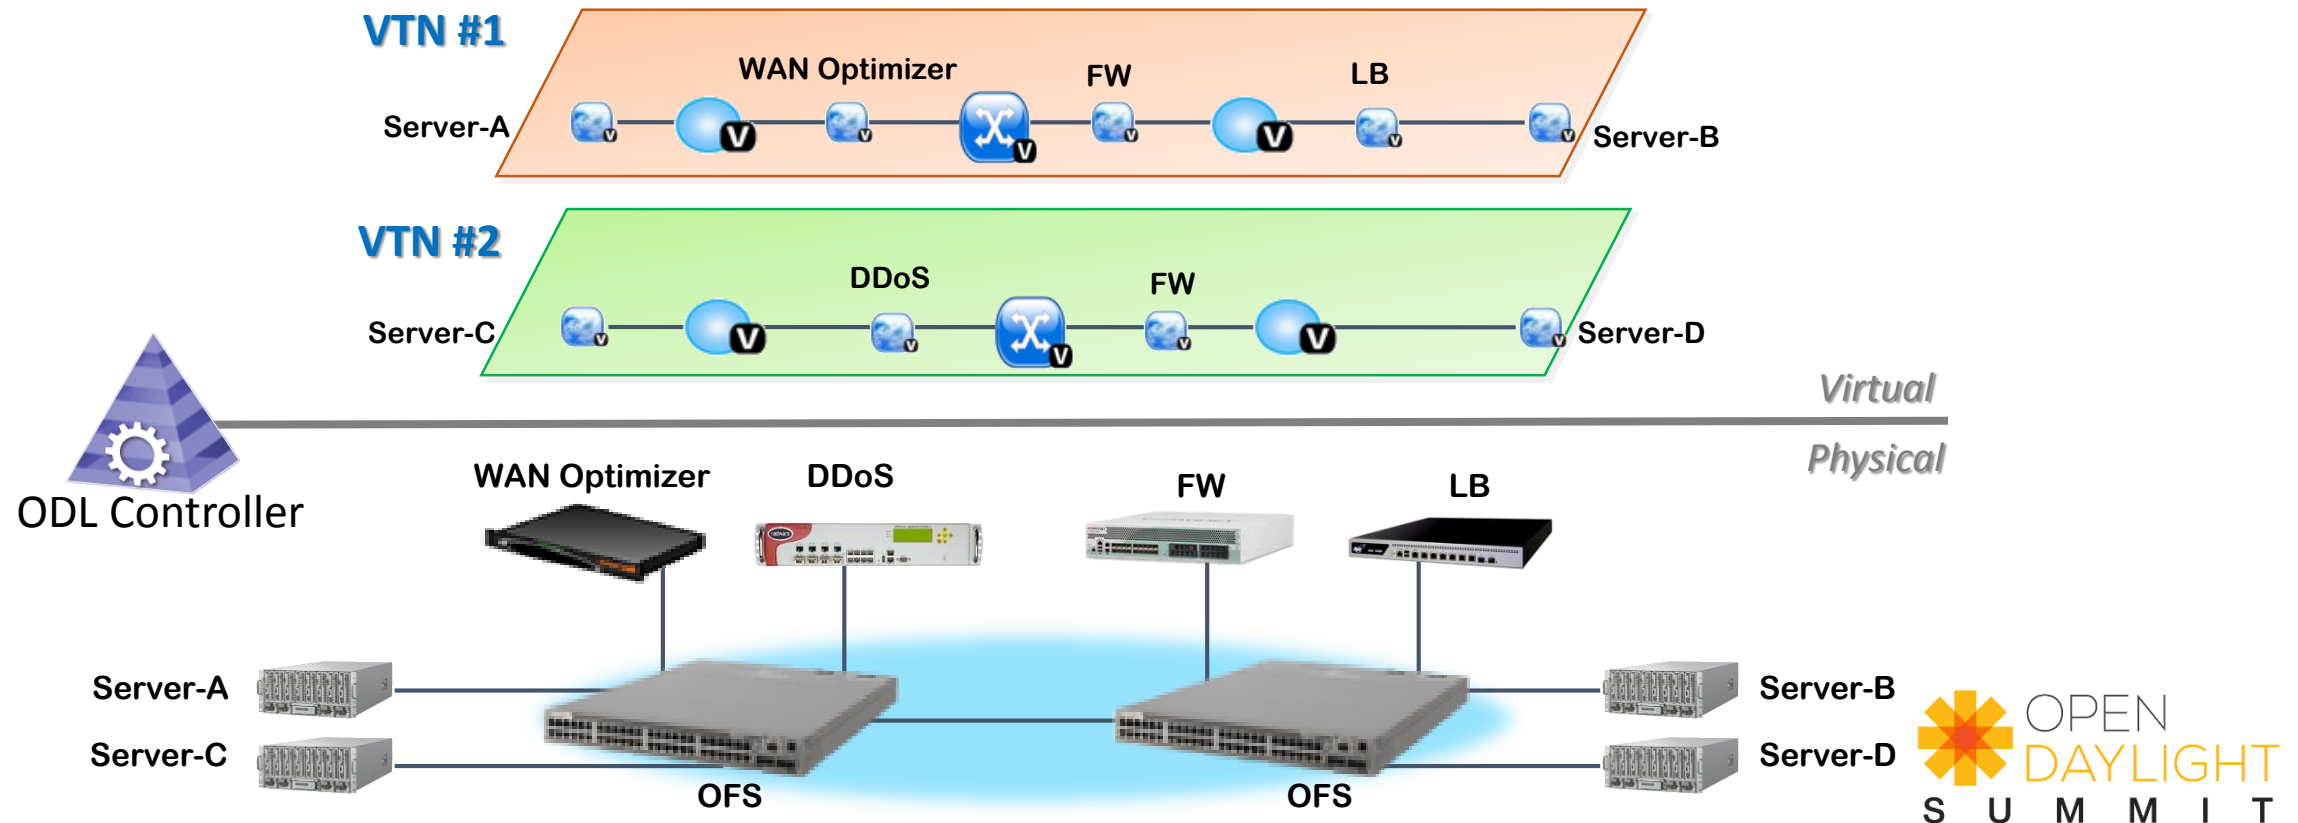 VTN #1
WAN Optimizer
FW
LB
Server-A
V
V
V
V
V
V
V
V
Server-B
VTN #2
DDoS
FW
Server-C
V
V
V
V
V
V
V
Server-D
Virtual
Physical
ODL Controller
WAN Optimizer
DDoS
FW
LB
Server-A
Server-B
Server-C
Server-D
OFS
OFS
OPEN
DAYLIGHT
SUMMIT